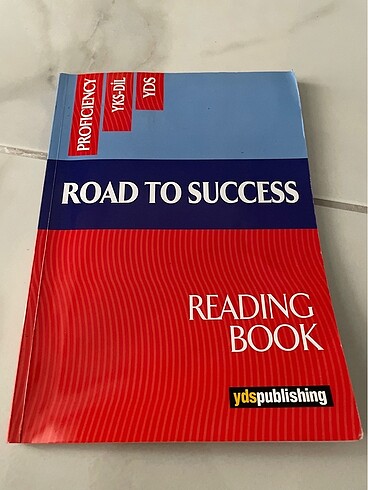 PROFICIENCY
YKS-DİL
YDS
ROAD TO SUCCESS
READING
BOOK
ydspublishing